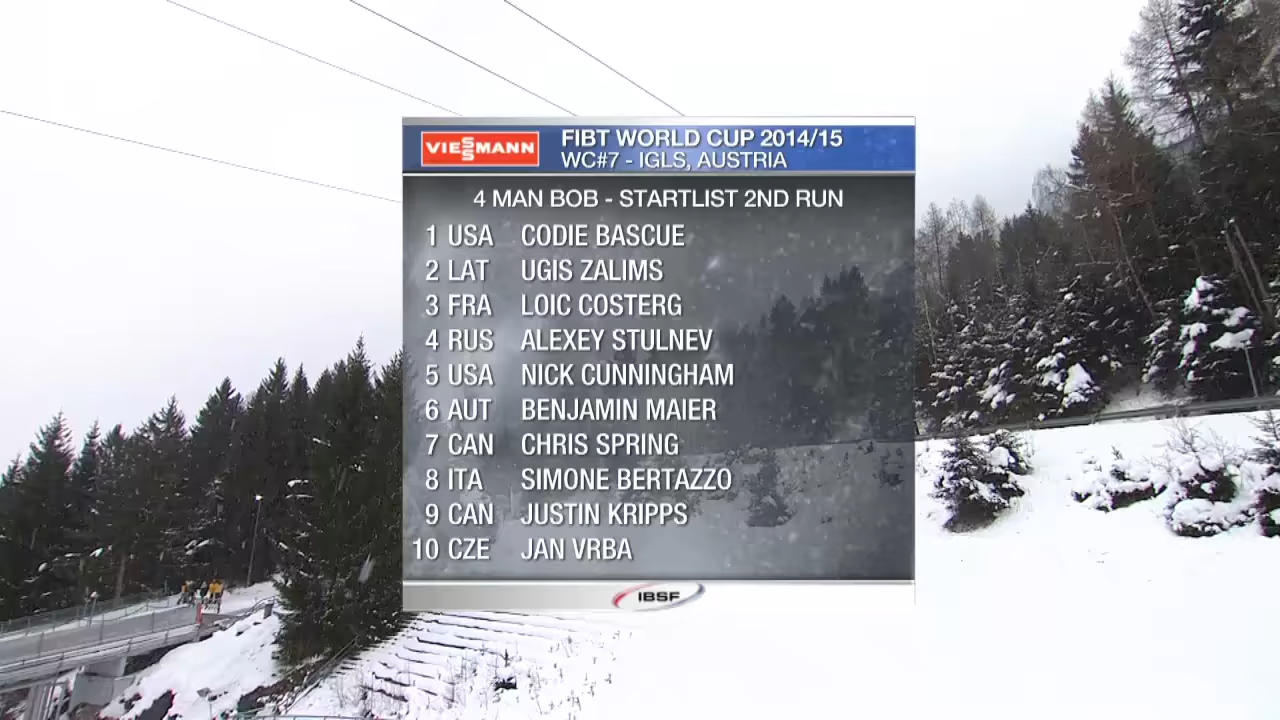 VIESSMANN
FIBT WORLD CUP 2014/15
WC#7 - IGLS, AUSTRIA
4 MAN BOB - STARTLIST 2ND RUN
1 USA CODIE BASCUE
2 LAT UGIS ZALIMS
3 FRA LOIC COSTERG
4 RUS ALEXEY STULNEV
5 USA NICK CUNNINGHAM
6 AUT BENJAMIN MAIER
7 CAN CHRIS SPRING
8 ITA SIMONE BERTAZZO
9 CAN JUSTIN KRIPPS
10 CZE JAN VRBA
IBSF